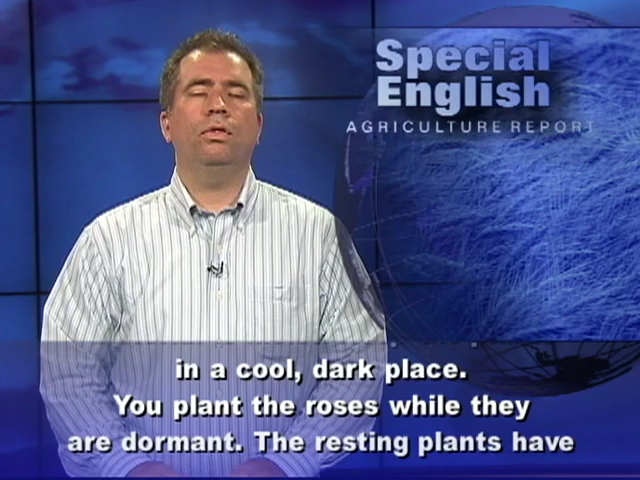 Special
English
AGRICULTURE REPORT
in a cool, dark place.
You plant the roses while they
are dormant. The resting plants have